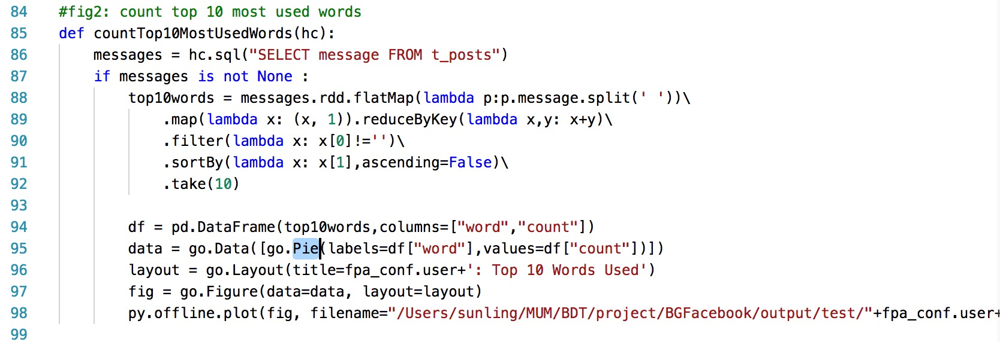 84 #fig2: count top 10 most used words
85 def countTop10MostUsedWords(hc):
86     messages = hc.sql("SELECT message FROM t_posts")
87     if messages is not None :
88         top10words = messages.rdd.flatMap(lambda p:p.message.split(' '))\
89             .map(lambda x: (x, 1)).reduceByKey(lambda x,y: x+y)\
90             .filter(lambda x: x[0]!='')\
91             .sortBy(lambda x: x[1],ascending=False)\
92             .take(10)
93
94         df = pd.DataFrame(top10words,columns=["word","count"])
95         data = go.Data([go.Pie(labels=df["word"],values=df["count"])])
96         layout = go.Layout(title=fpa_conf.user+': Top 10 Words Used')
97         fig = go.Figure(data=data, layout=layout)
98         py.offline.plot(fig, filename="/Users/sunling/MUM/BDT/project/BGFacebook/output/test/"+fpa_conf.user+
99